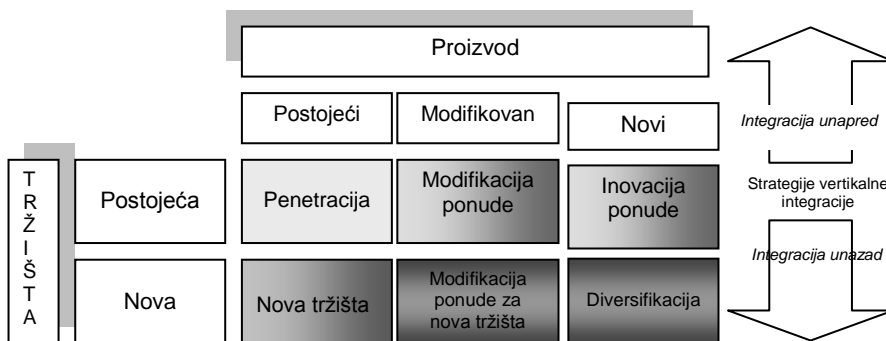 Proizvod
Postojeći
Modifikovan
Novi
Integracija unapred
TRŽIŠTA
Postojeća
Penetracija
Modifikacija
ponude
Inovacija
ponude
Strategije vertikalne
integracije
Integracija unazad
Nova
Nova tržišta
Modifikacija
ponude za
nova tržišta
Diversifikacija